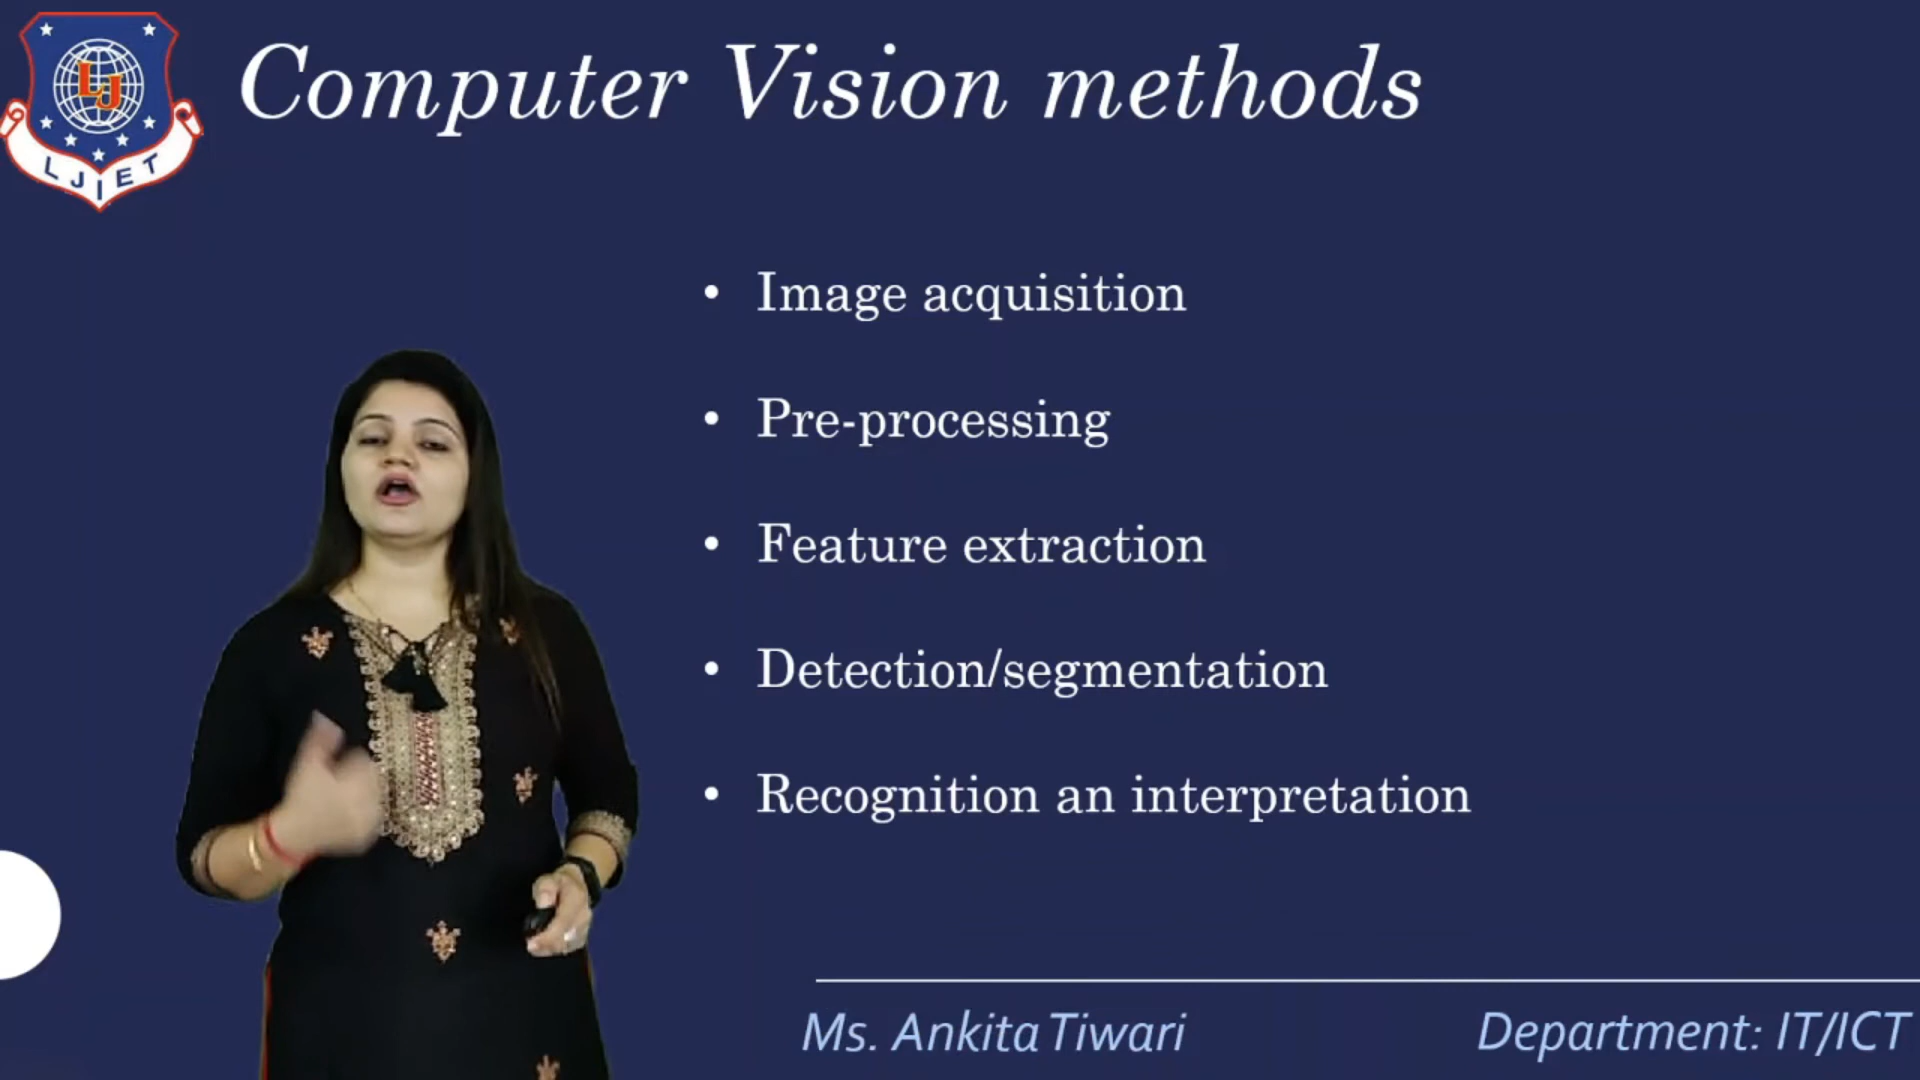 LJ
LJIET
Computer Vision methods
• Image acquisition
• Pre-processing
• Feature extraction
• Detection/segmentation
• Recognition an interpretation
Ms. Ankita Tiwari
Department: IT/ICT